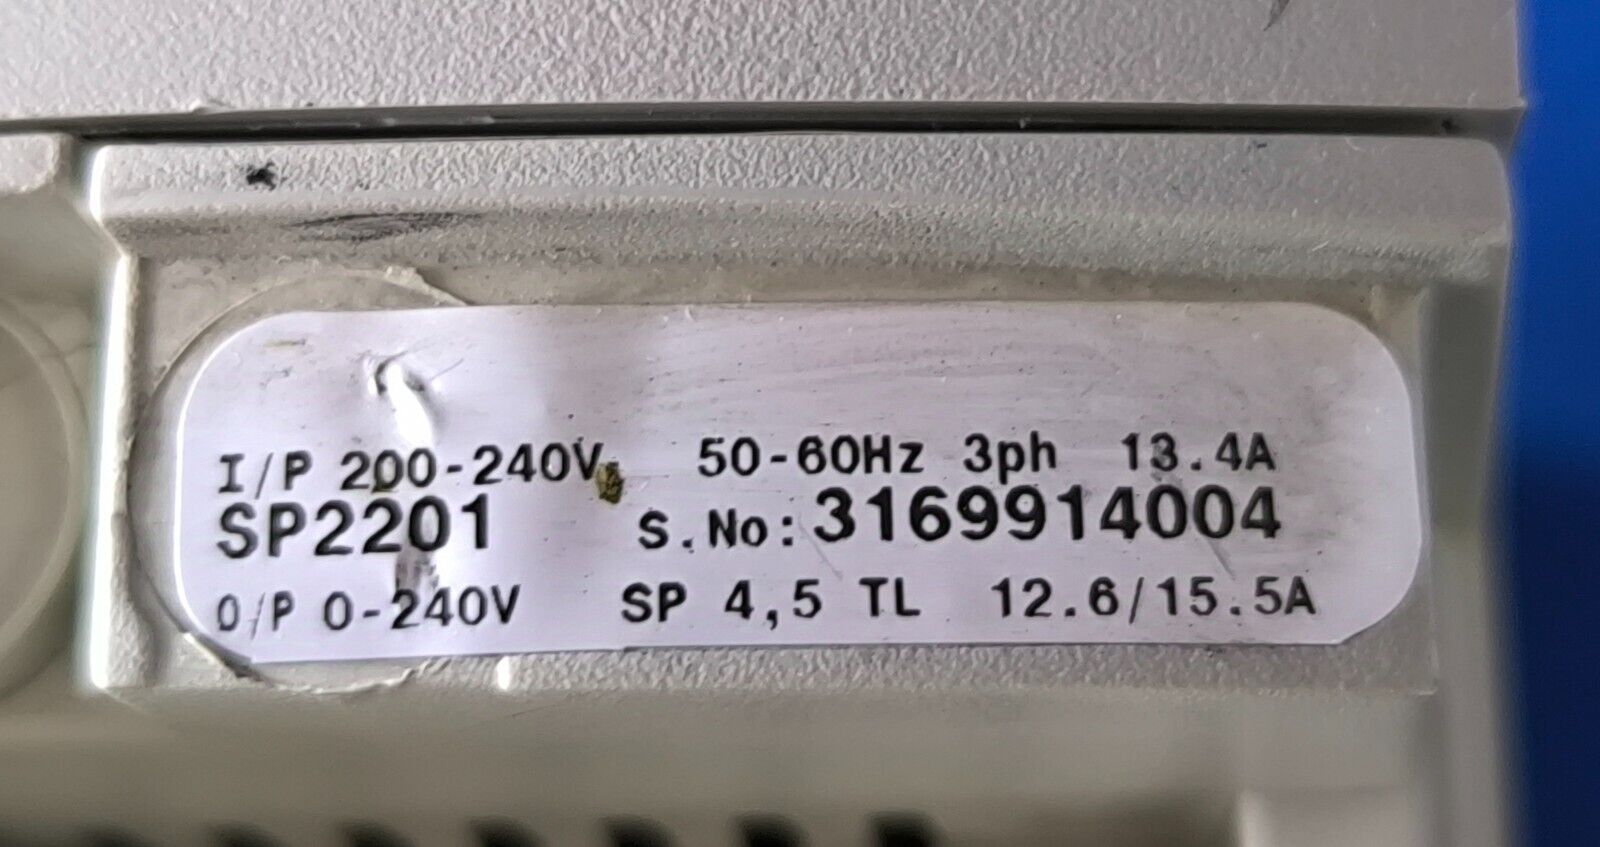 I/P 200-240V 50-60Hz 3ph 13.4A
SP2201 S.No: 3169914004
O/P 0-240V SP 4,5 TL 12.6/15.5A